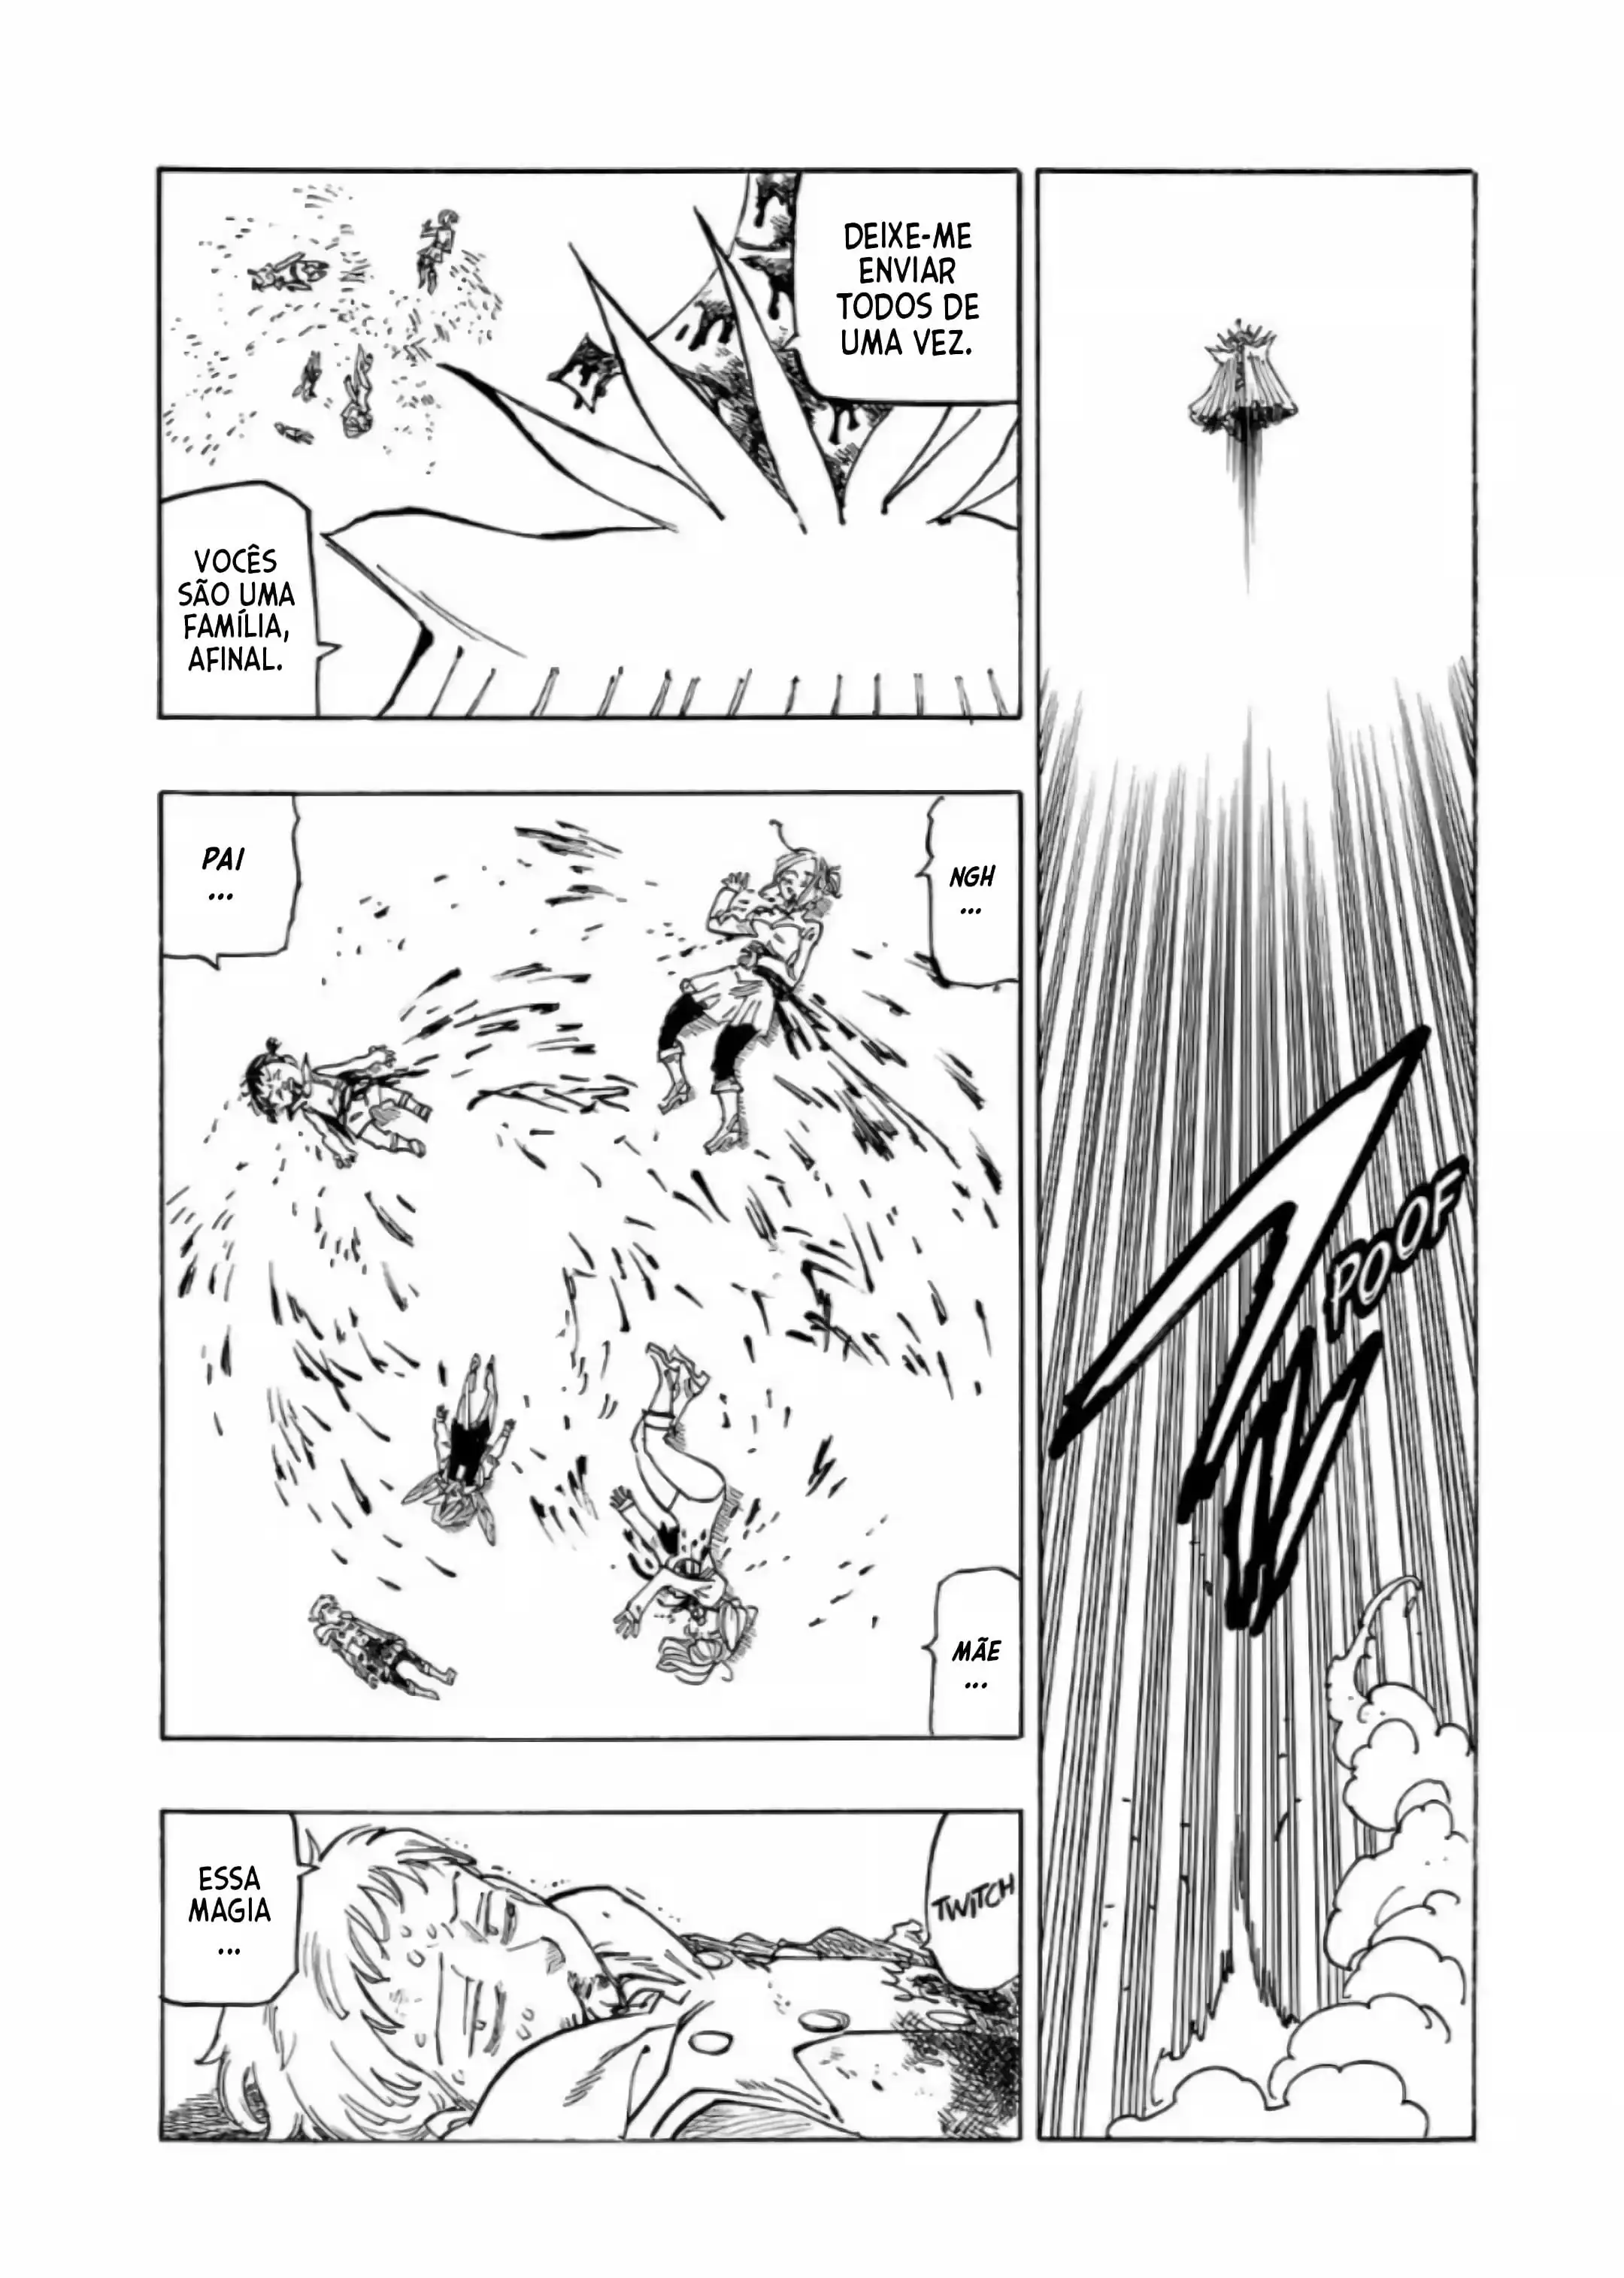 POOF
DEIXE-ME
ENVIAR
TODOS DE
UMA VEZ.
VOCÊS
SÃO UMA
FAMÍLIA,
AFINAL.
NGH
...
PAI
...
MÃE
...
TWITCH
ESSA
MAGIA
...